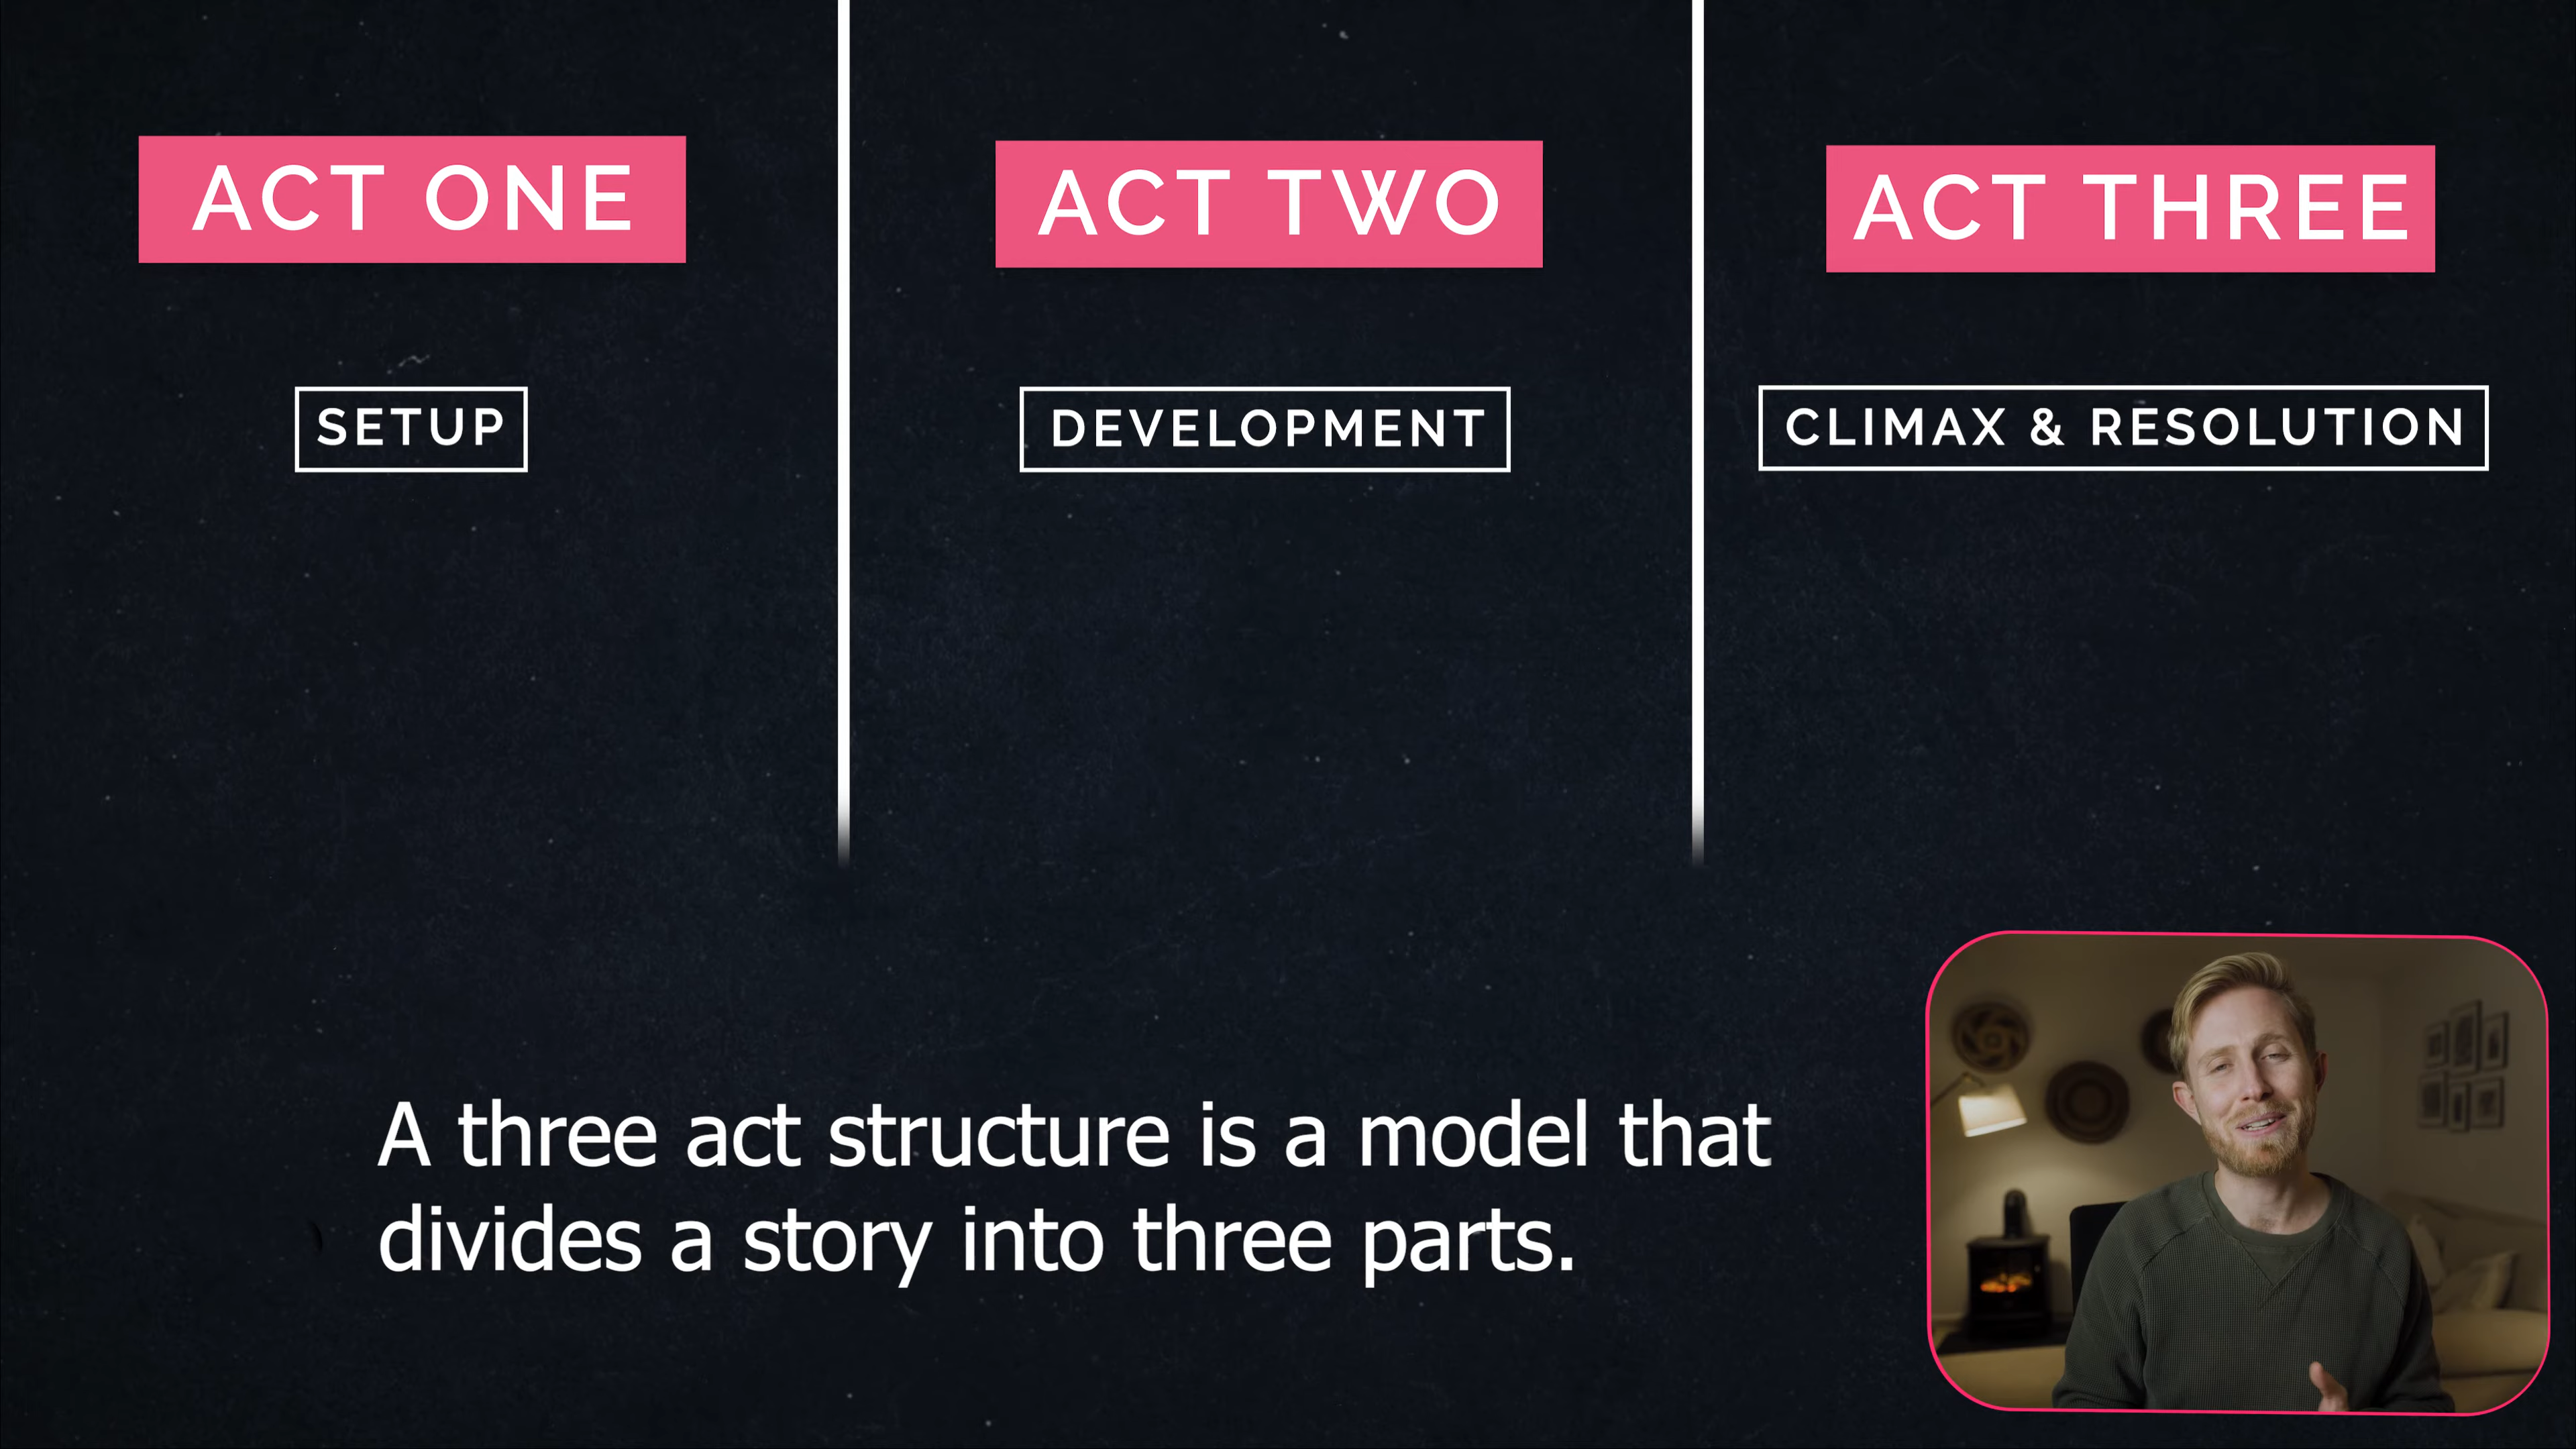 ACT ONE
ACT TWO
ACT THREE
SETUP
DEVELOPMENT
CLIMAX & RESOLUTION
A three act structure is a model that
divides a story into three parts.